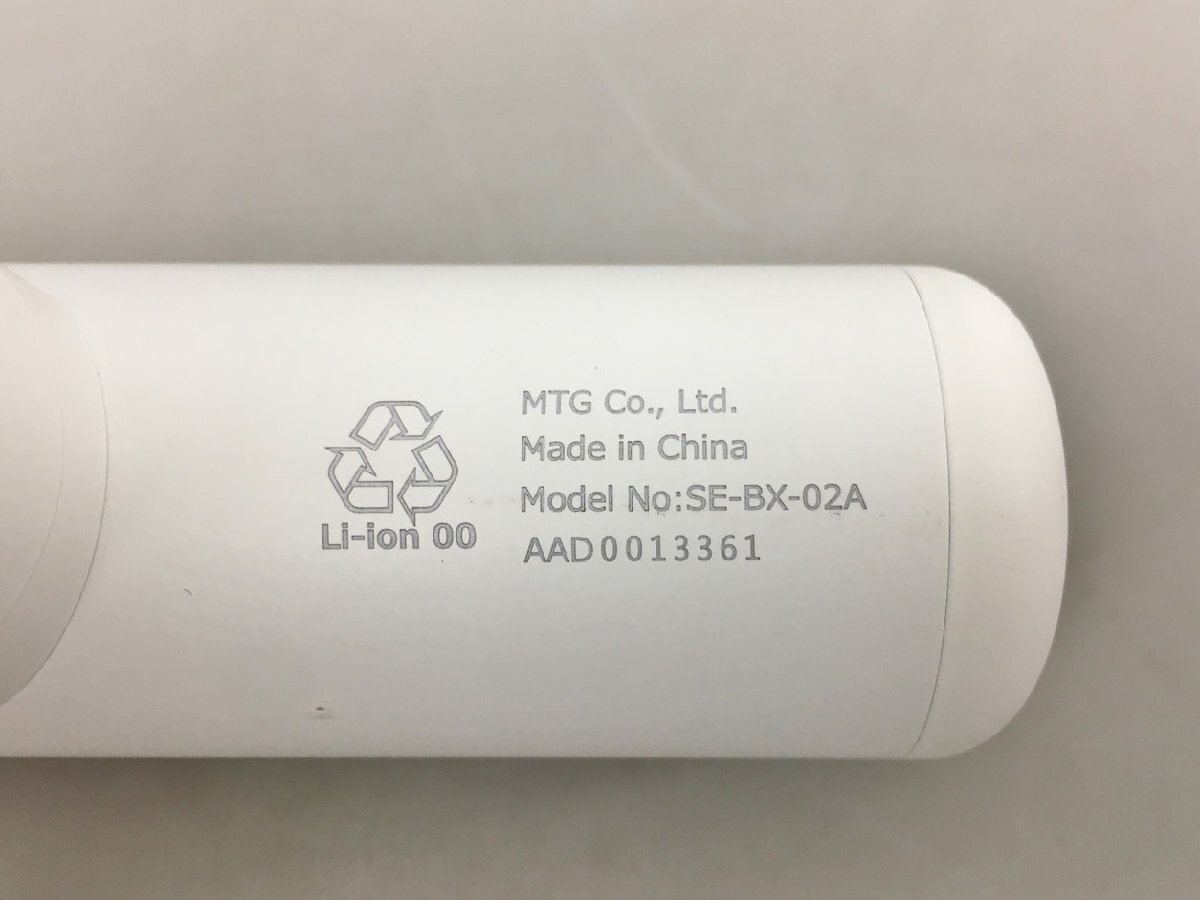 Li-ion 00
MTG Co., Ltd.
Made in China
Model No:SE-BX-02A
AAD0013361